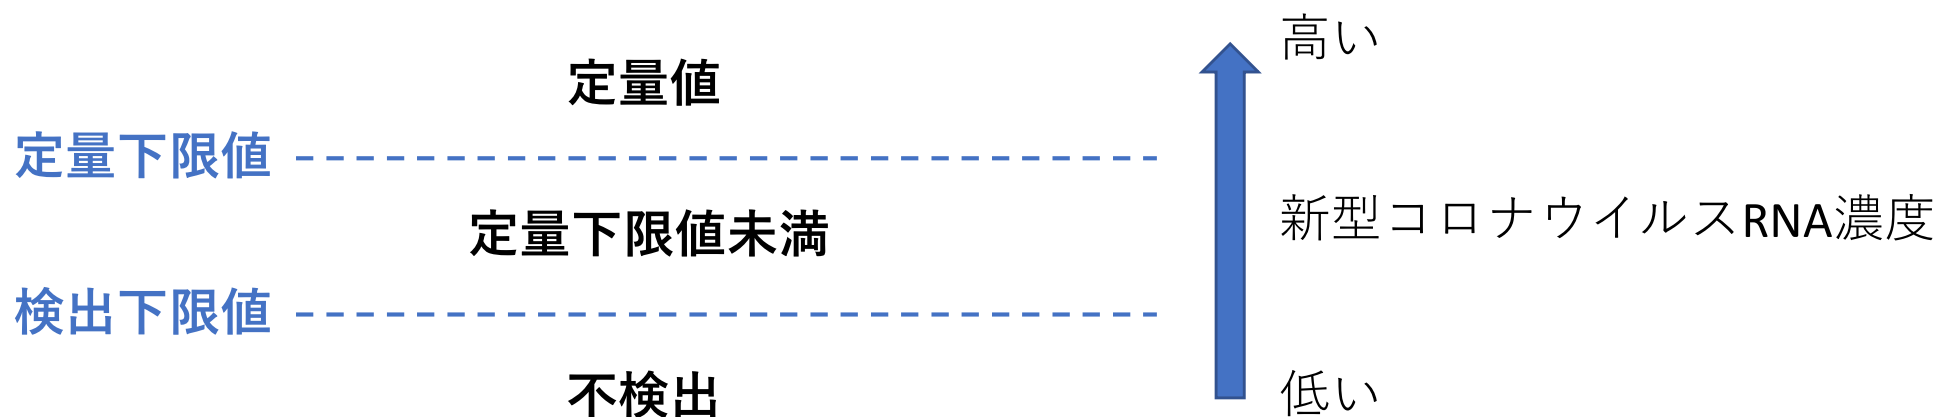 高い
定量値
定量下限値
定量下限値未満
新型コロナウイルスRNA濃度
検出下限値
不検出
低い